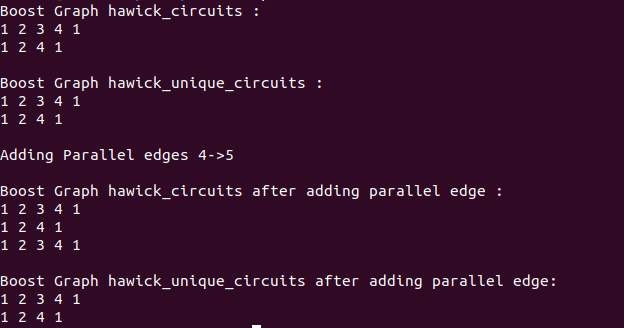 Boost Graph hawick_circuits :
1 2 3 4 1
1 2 4 1
Boost Graph hawick_unique_circuits :
1 2 3 4 1
1 2 4 1
Adding Parallel edges 4->5
Boost Graph hawick_circuits after adding parallel edge :
1 2 3 4 1
1 2 4 1
1 2 3 4 1
Boost Graph hawick_unique_circuits after adding parallel edge:
1 2 3 4 1
1 2 4 1